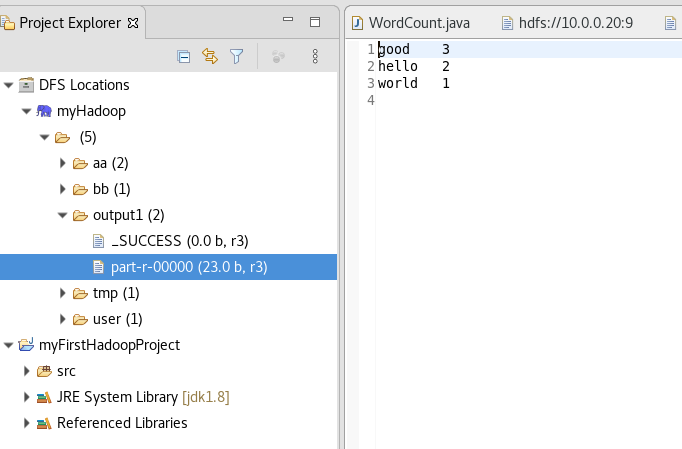 Project Explorer
DFS Locations
myHadoop
(5)
aa (2)
bb (1)
output1 (2)
_SUCCESS (0.0 b, r3)
part-r-00000 (23.0 b, r3)
tmp (1)
user (1)
myFirstHadoopProject
src
JRE System Library [jdk1.8]
Referenced Libraries
WordCount.java hdfs://10.0.0.20:9
1 good 3
2 hello 2
3 world 1
4